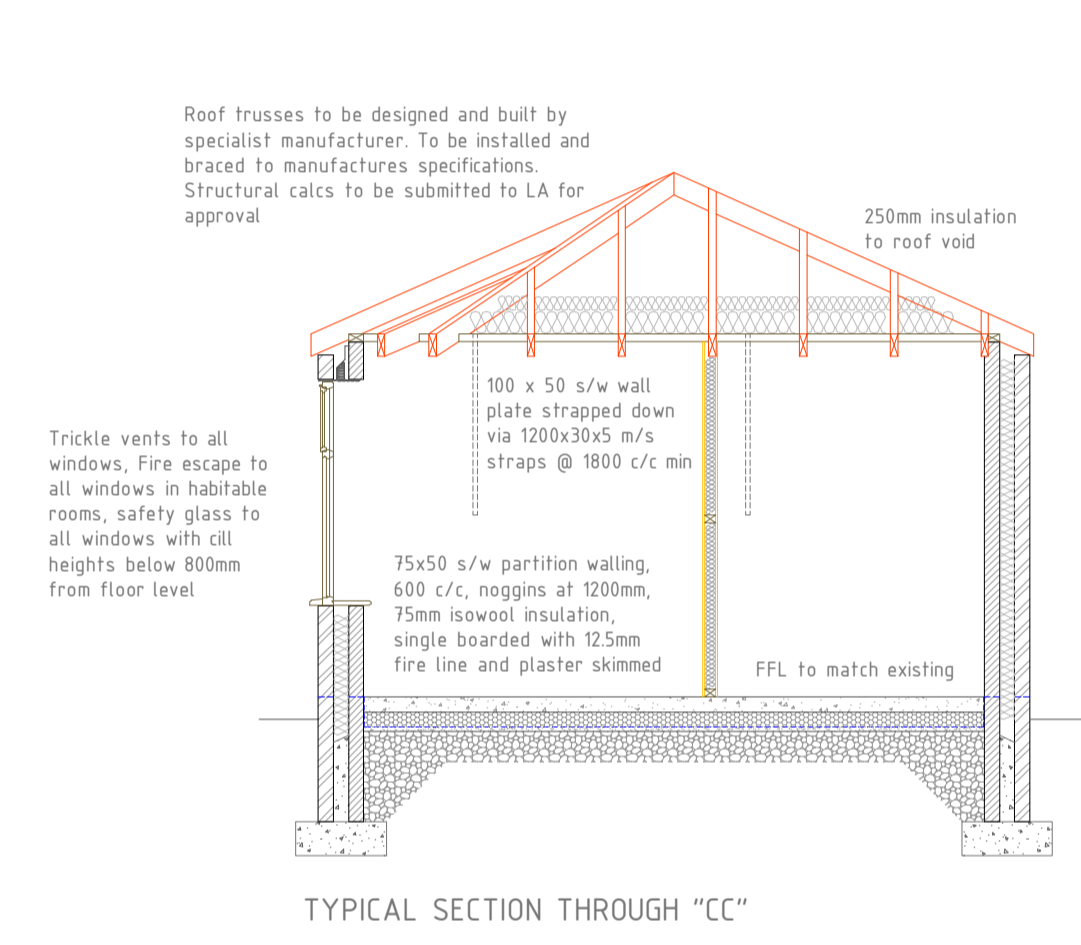 Roof trusses to be designed and built by
specialist manufacturer. To be installed and
braced to manufactures specifications.
Structural calcs to be submitted to LA for
approval
250mm insulation
to roof void
100 x 50 s/w wall
plate strapped down
via 1200x30x5 m/s
straps @ 1800 c/c min
Trickle vents to all
windows, Fire escape to
all windows in habitable
rooms, safety glass to
all windows with cill
heights below 800mm
from floor level
75x50 s/w partition walling,
600 c/c, noggins at 1200mm,
75mm isowool insulation,
single boarded with 12.5mm
fire line and plaster skimmed
FFL to match existing
TYPICAL SECTION THROUGH "CC"